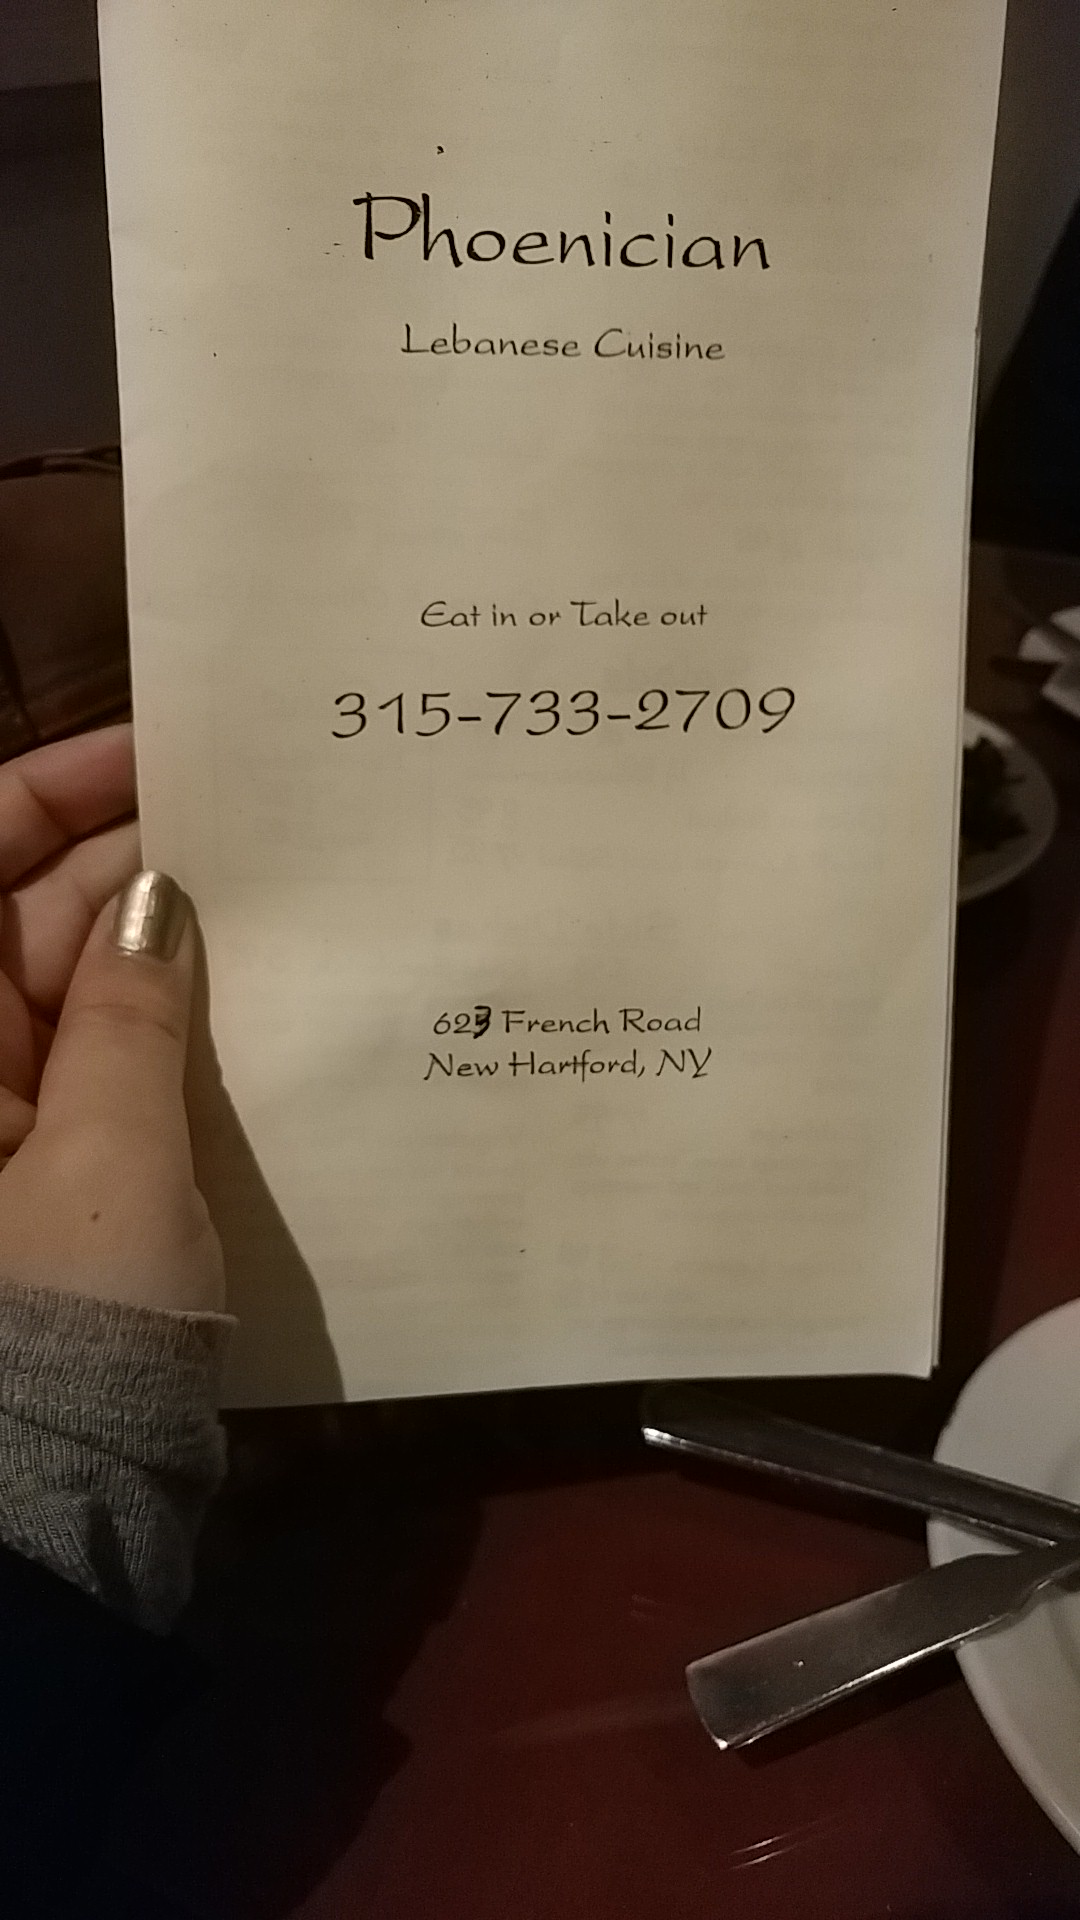 Phoenician
Lebanese Cuisine
Eat in or Take out
315-733-2709
623 French Road
New Hartford, NY